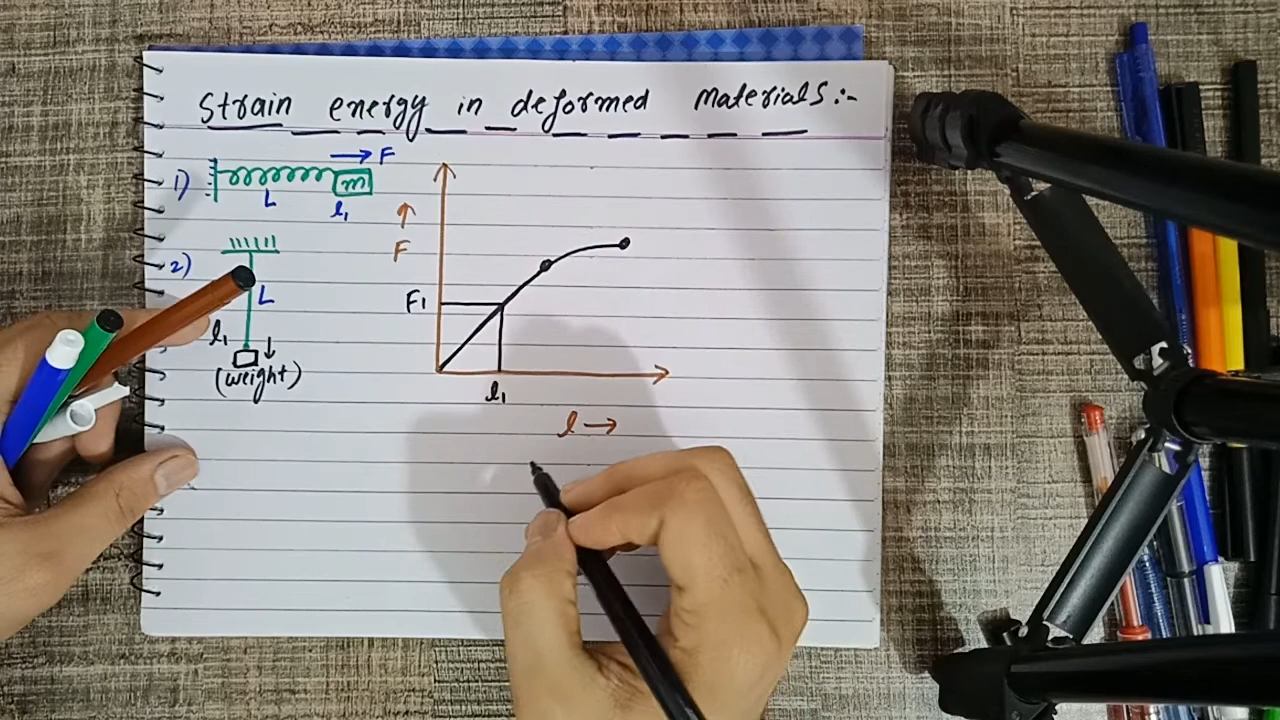 Strain energy in deformed Materials :-
1)
F
m
L
l₁
F
2)
L
F₁
l₁
(weight)
l₁
l